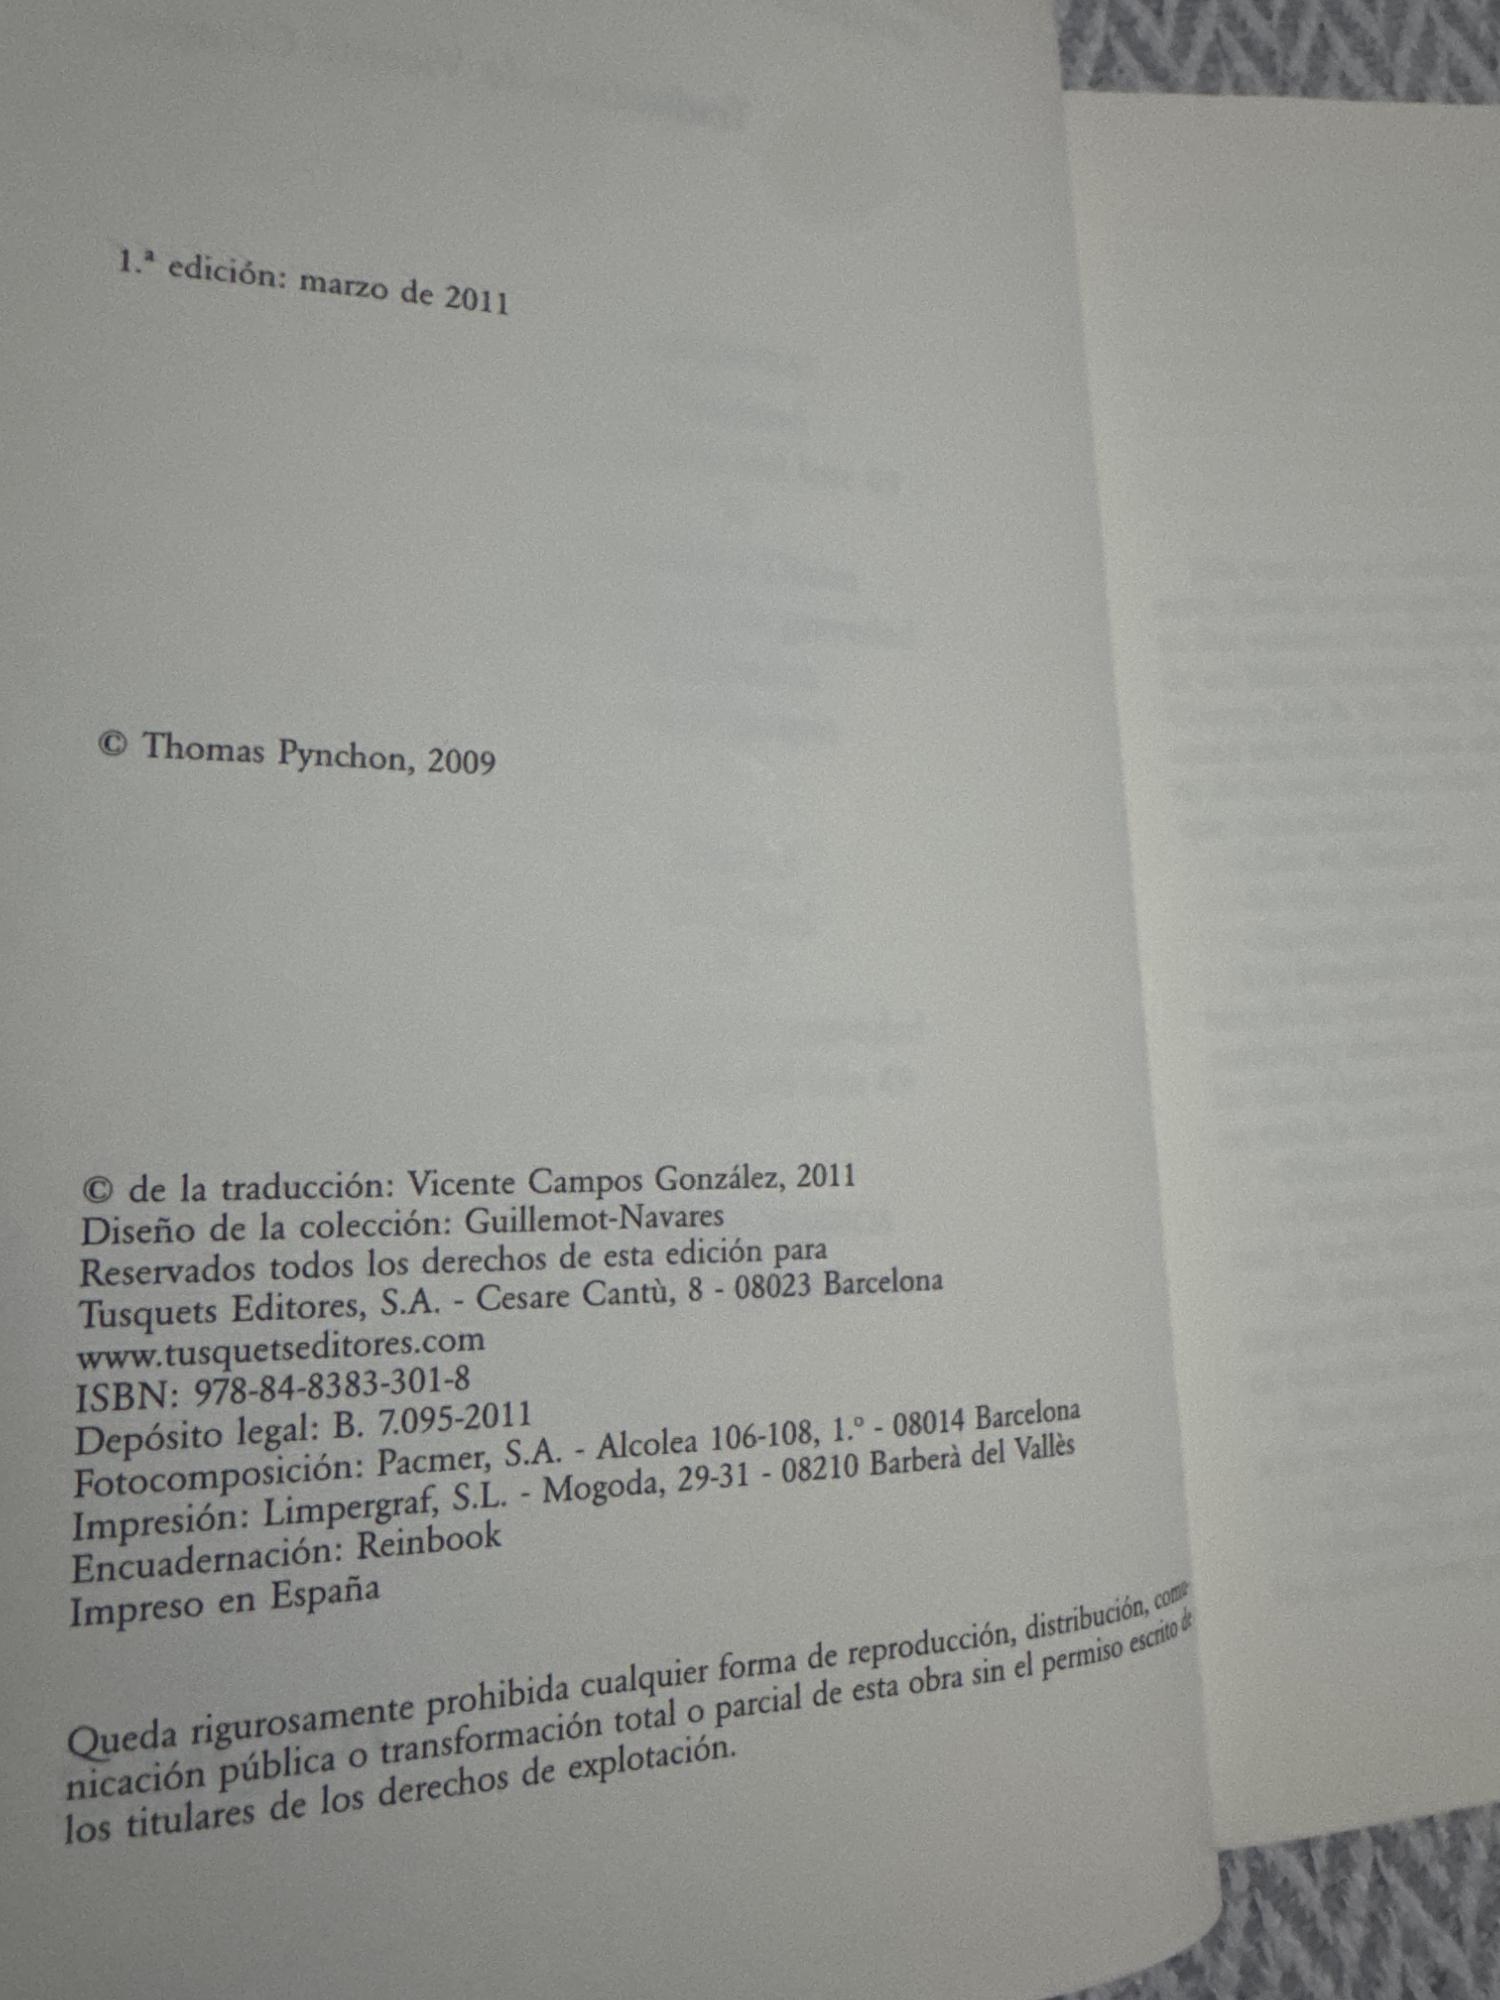 1.ª edición: marzo de 2011
© Thomas Pynchon, 2009
© de la traducción: Vicente Campos González, 2011
Diseño de la colección: Guillemot-Navares
Reservados todos los derechos de esta edición para
Tusquets Editores, S.A. - Cesare Cantù, 8 - 08023 Barcelona
www.tusquetseditores.com
ISBN: 978-84-8383-301-8
Depósito legal: B. 7.095-2011
Fotocomposición: Pacmer, S.A. - Alcolea 106-108, 1.º - 08014 Barcelona
Impresión: Limpergraf, S.L. - Mogoda, 29-31 - 08210 Barberà del Vallès
Encuadernación: Reinbook
Impreso en España
Queda rigurosamente prohibida cualquier forma de reproducción, distribución, comu-
nicación pública o transformación total o parcial de esta obra sin el permiso escrito de
los titulares de los derechos de explotación.